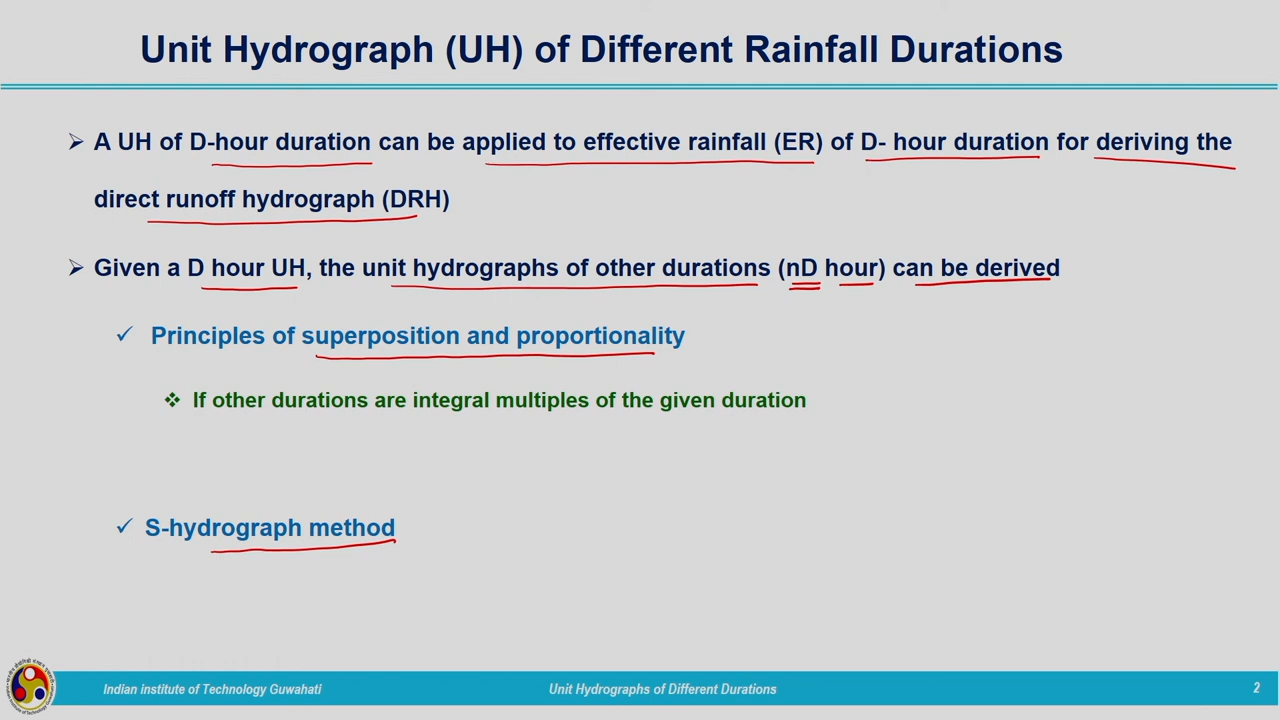 Unit Hydrograph (UH) of Different Rainfall Durations
A UH of D-hour duration can be applied to effective rainfall (ER) of D- hour duration for deriving the
direct runoff hydrograph (DRH)
Given a D hour UH, the unit hydrographs of other durations (nD hour) can be derived
Principles of superposition and proportionality
If other durations are integral multiples of the given duration
S-hydrograph method
Indian institute of Technology Guwahati
Unit Hydrographs of Different Durations
2